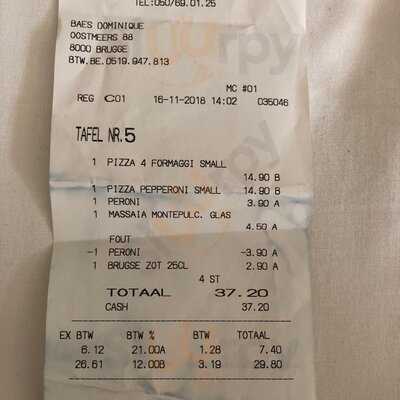 TEL:050/69.01.25
BAES DOMINIQUE
OOSTMEERS 88
8000 BRUGGE
BTW.BE.0519.947.813
MC #01
REG C01 16-11-2018 14:02 035046
TAFEL NR.5
1 PIZZA 4 FORMAGGI SMALL
14.90 B
1 PIZZA PEPPERONI SMALL 14.90 B
1 PERONI 3.90 A
1 MASSAIA MONTEPULC. GLAS
4.50 A
FOUT
-1 PERONI -3.90 A
1 BRUGSE ZOT 25CL 2.90 A
4 ST
TOTAAL 37.20
CASH 37.20
EX BTW BTW % BTW TOTAAL
6.12 21.00A 1.28 7.40
26.61 12.00B 3.19 29.80